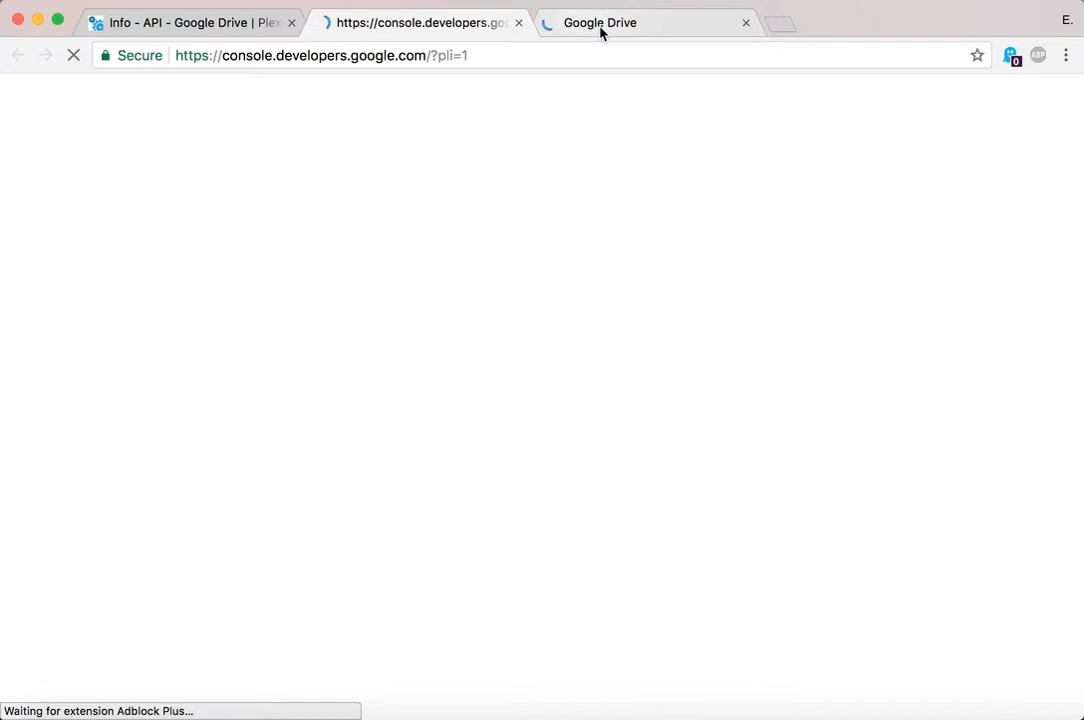 Info - API - Google Drive | Plex
https://console.developers.goo
Google Drive
E.
Secure
https://console.developers.google.com/?pli=1
0
ABP
Waiting for extension Adblock Plus...